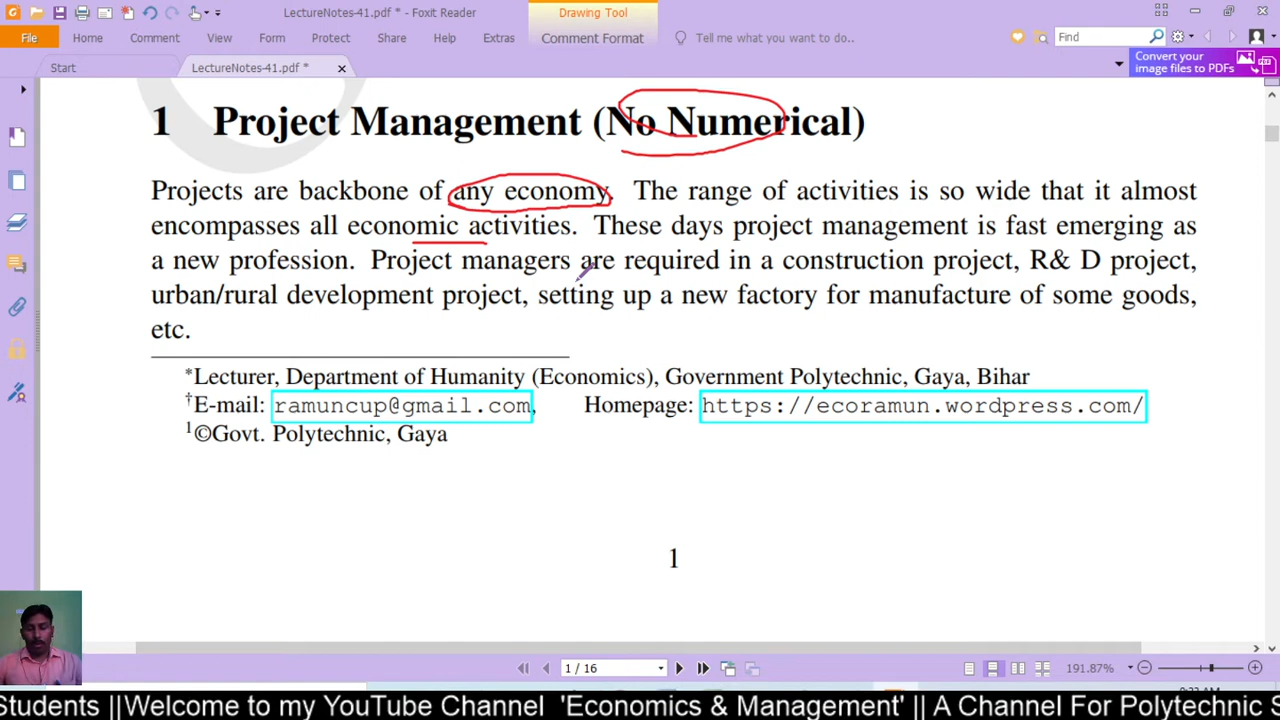 LectureNotes-41.pdf * - Foxit Reader
Drawing Tool
File Home Comment View Form Protect Share Help Extras Comment Format Tell me what you want to do.. Find
Start LectureNotes-41.pdf *
Convert your
image files to PDFs
1 Project Management (No Numerical)
Projects are backbone of any economy. The range of activities is so wide that it almost
encompasses all economic activities. These days project management is fast emerging as
a new profession. Project managers are required in a construction project, R& D project,
urban/rural development project, setting up a new factory for manufacture of some goods,
etc.
*Lecturer, Department of Humanity (Economics), Government Polytechnic, Gaya, Bihar
†E-mail: ramuncup@gmail.com, Homepage: https://ecoramun.wordpress.com/
1©Govt. Polytechnic, Gaya
1
1 / 16
191.87%
Students ||Welcome to my YouTube Channel 'Economics & Management' || A Channel For Polytechnic S